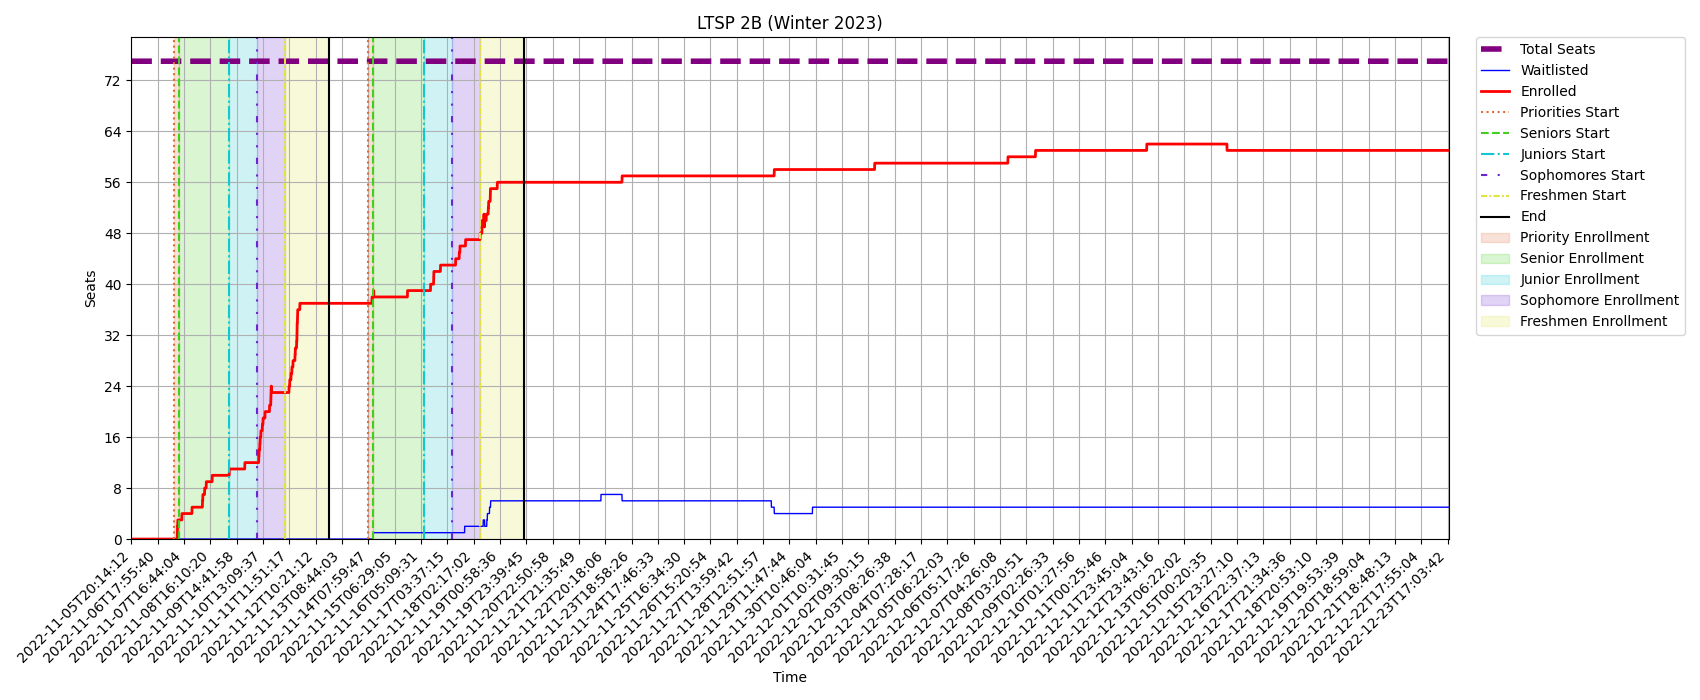 LTSP 2B (Winter 2023)
Seats
72
64
56
48
40
32
24
16
8
0
2022-11-05T20:14:12
2022-11-06T17:55:40
2022-11-07T16:44:04
2022-11-08T16:10:20
2022-11-09T14:41:58
2022-11-10T13:09:37
2022-11-11T11:51:17
2022-11-12T10:21:12
2022-11-13T08:44:03
2022-11-14T07:59:47
2022-11-15T06:29:05
2022-11-16T05:09:31
2022-11-17T03:37:15
2022-11-18T02:17:02
2022-11-19T00:58:36
2022-11-19T23:39:45
2022-11-20T22:50:58
2022-11-21T21:35:49
2022-11-22T20:18:06
2022-11-23T18:58:26
2022-11-24T17:46:33
2022-11-25T16:34:30
2022-11-26T15:20:54
2022-11-27T13:59:42
2022-11-28T12:51:57
2022-11-29T11:47:44
2022-11-30T10:46:04
2022-12-01T10:31:45
2022-12-02T09:30:15
2022-12-03T08:26:38
2022-12-04T07:28:17
2022-12-05T06:22:03
2022-12-06T05:17:26
2022-12-07T04:26:08
2022-12-08T03:20:51
2022-12-09T02:26:33
2022-12-10T01:27:56
2022-12-11T00:25:46
2022-12-11T23:45:04
2022-12-12T23:43:16
2022-12-13T06:22:02
2022-12-15T00:20:35
2022-12-15T23:27:10
2022-12-16T22:37:13
2022-12-17T21:34:36
2022-12-18T20:53:10
2022-12-19T19:53:39
2022-12-20T18:59:04
2022-12-21T18:48:13
2022-12-22T17:55:04
2022-12-23T17:03:42
Time
Total Seats
Waitlisted
Enrolled
Priorities Start
Seniors Start
Juniors Start
Sophomores Start
Freshmen Start
End
Priority Enrollment
Senior Enrollment
Junior Enrollment
Sophomore Enrollment
Freshmen Enrollment